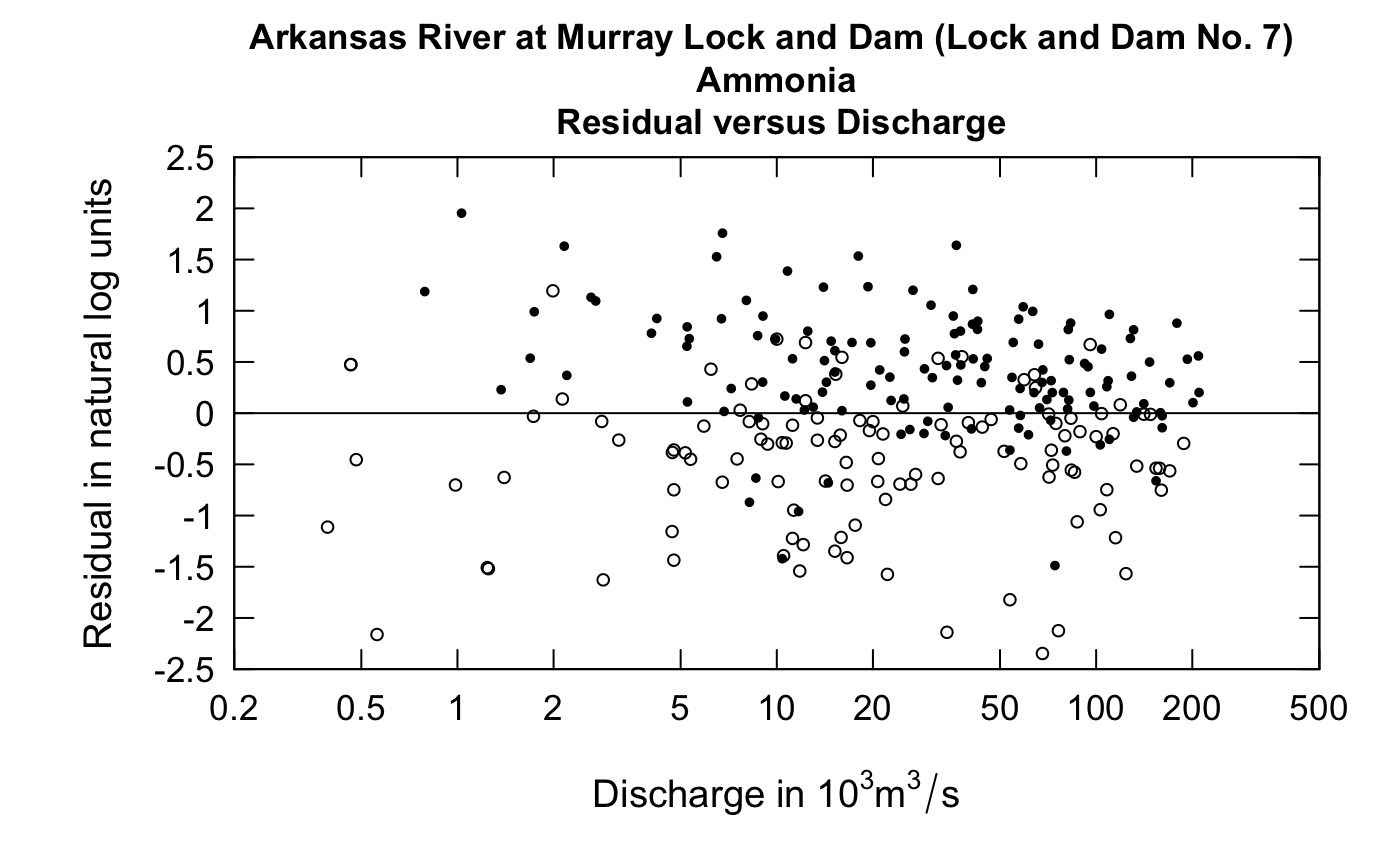 Arkansas River at Murray Lock and Dam (Lock and Dam No. 7)
Ammonia
Residual versus Discharge
Residual in natural log units
2.5
2
1.5
1
0.5
0
-0.5
-1
-1.5
-2
-2.5
0.2 0.5 1 2 5 10 20 50 100 200 500
Discharge in 10³m³/s